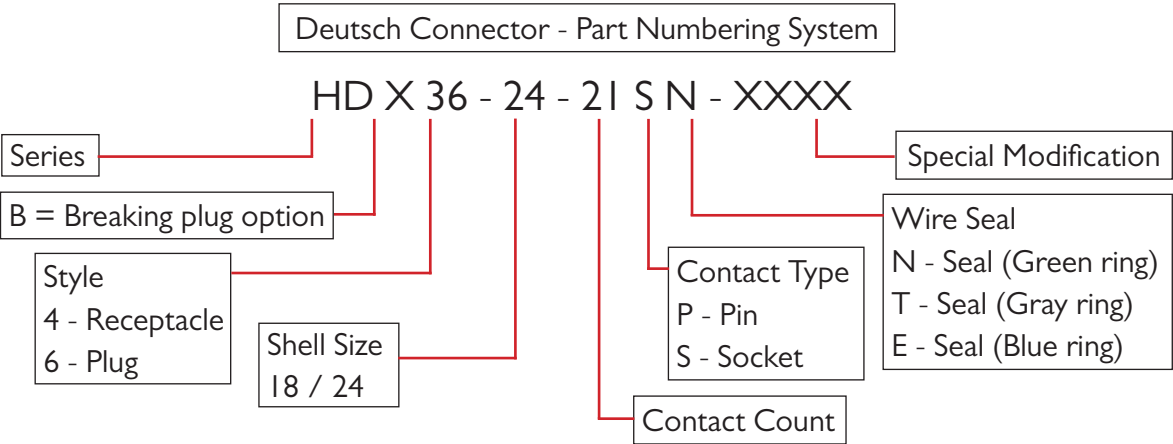 Deutsch Connector - Part Numbering System
HD X 36 - 24 - 21 S N - XXXX
Series
Special Modification
B = Breaking plug option
Wire Seal
N - Seal (Green ring)
T - Seal (Gray ring)
E - Seal (Blue ring)
Style
4 - Receptacle
6 - Plug
Contact Type
P - Pin
S - Socket
Shell Size
18 / 24
Contact Count